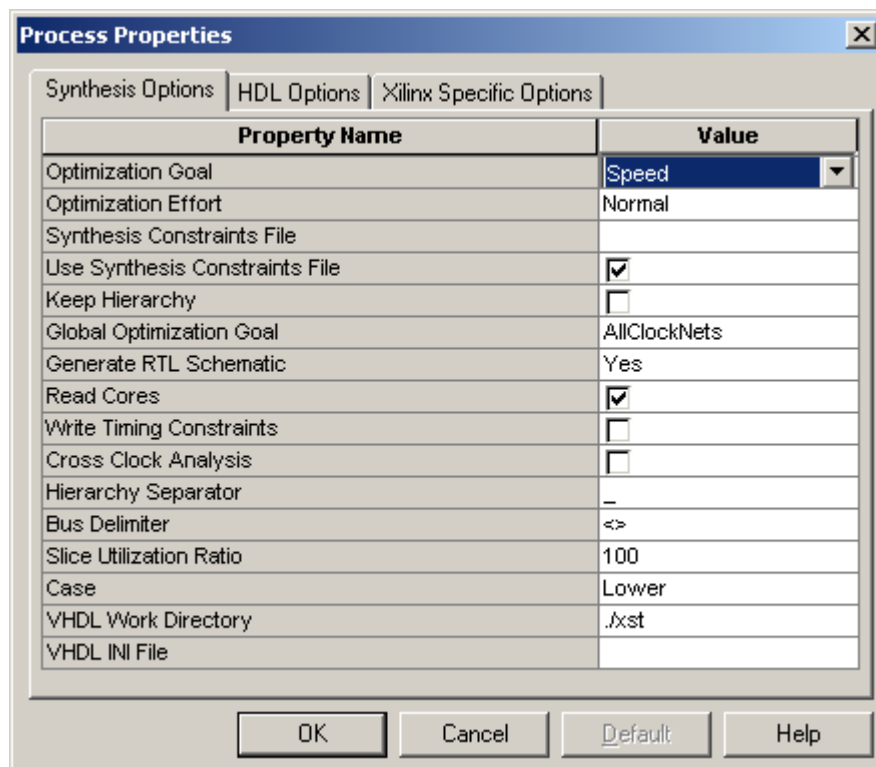 Process Properties
Synthesis Options HDL Options Xilinx Specific Options
Property Name Value
Optimization Goal Speed
Optimization Effort Normal
Synthesis Constraints File
Use Synthesis Constraints File
Keep Hierarchy
Global Optimization Goal AllClockNets
Generate RTL Schematic Yes
Read Cores
Write Timing Constraints
Cross Clock Analysis
Hierarchy Separator _
Bus Delimiter <>
Slice Utilization Ratio 100
Case Lower
VHDL Work Directory ./xst
VHDL INI File
OK Cancel Default Help